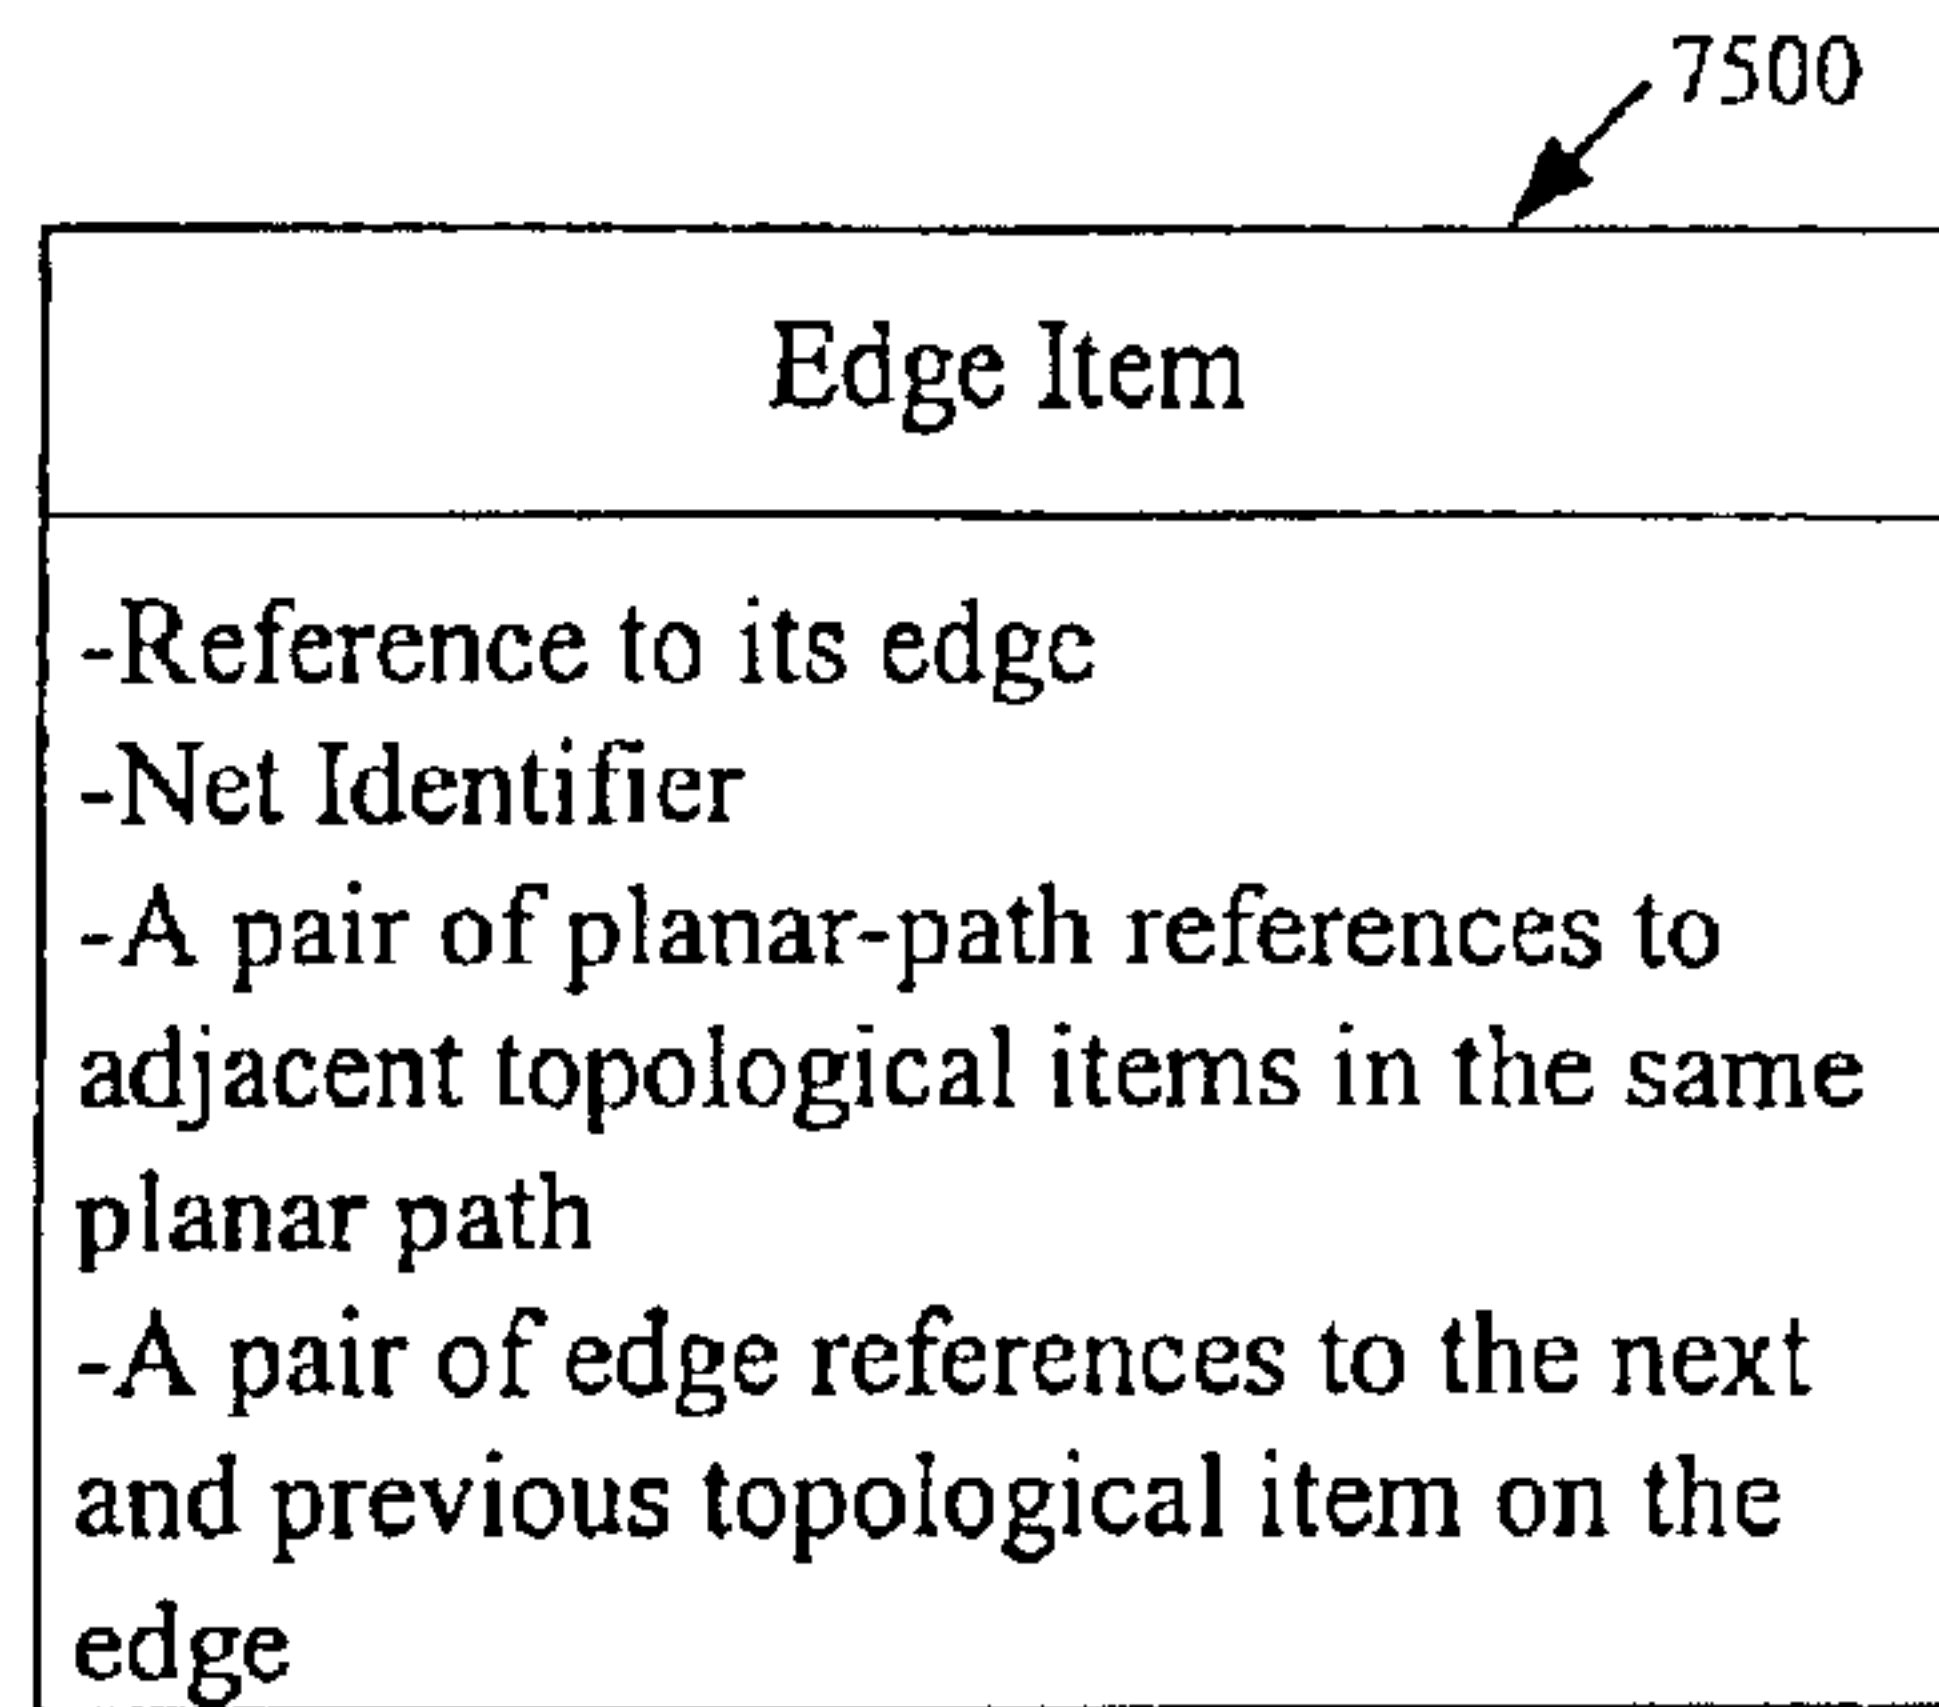 7500
Edge Item
-Reference to its edge
-Net Identifier
-A pair of planar-path references to
adjacent topological items in the same
planar path
-A pair of edge references to the next
and previous topological item on the
edge